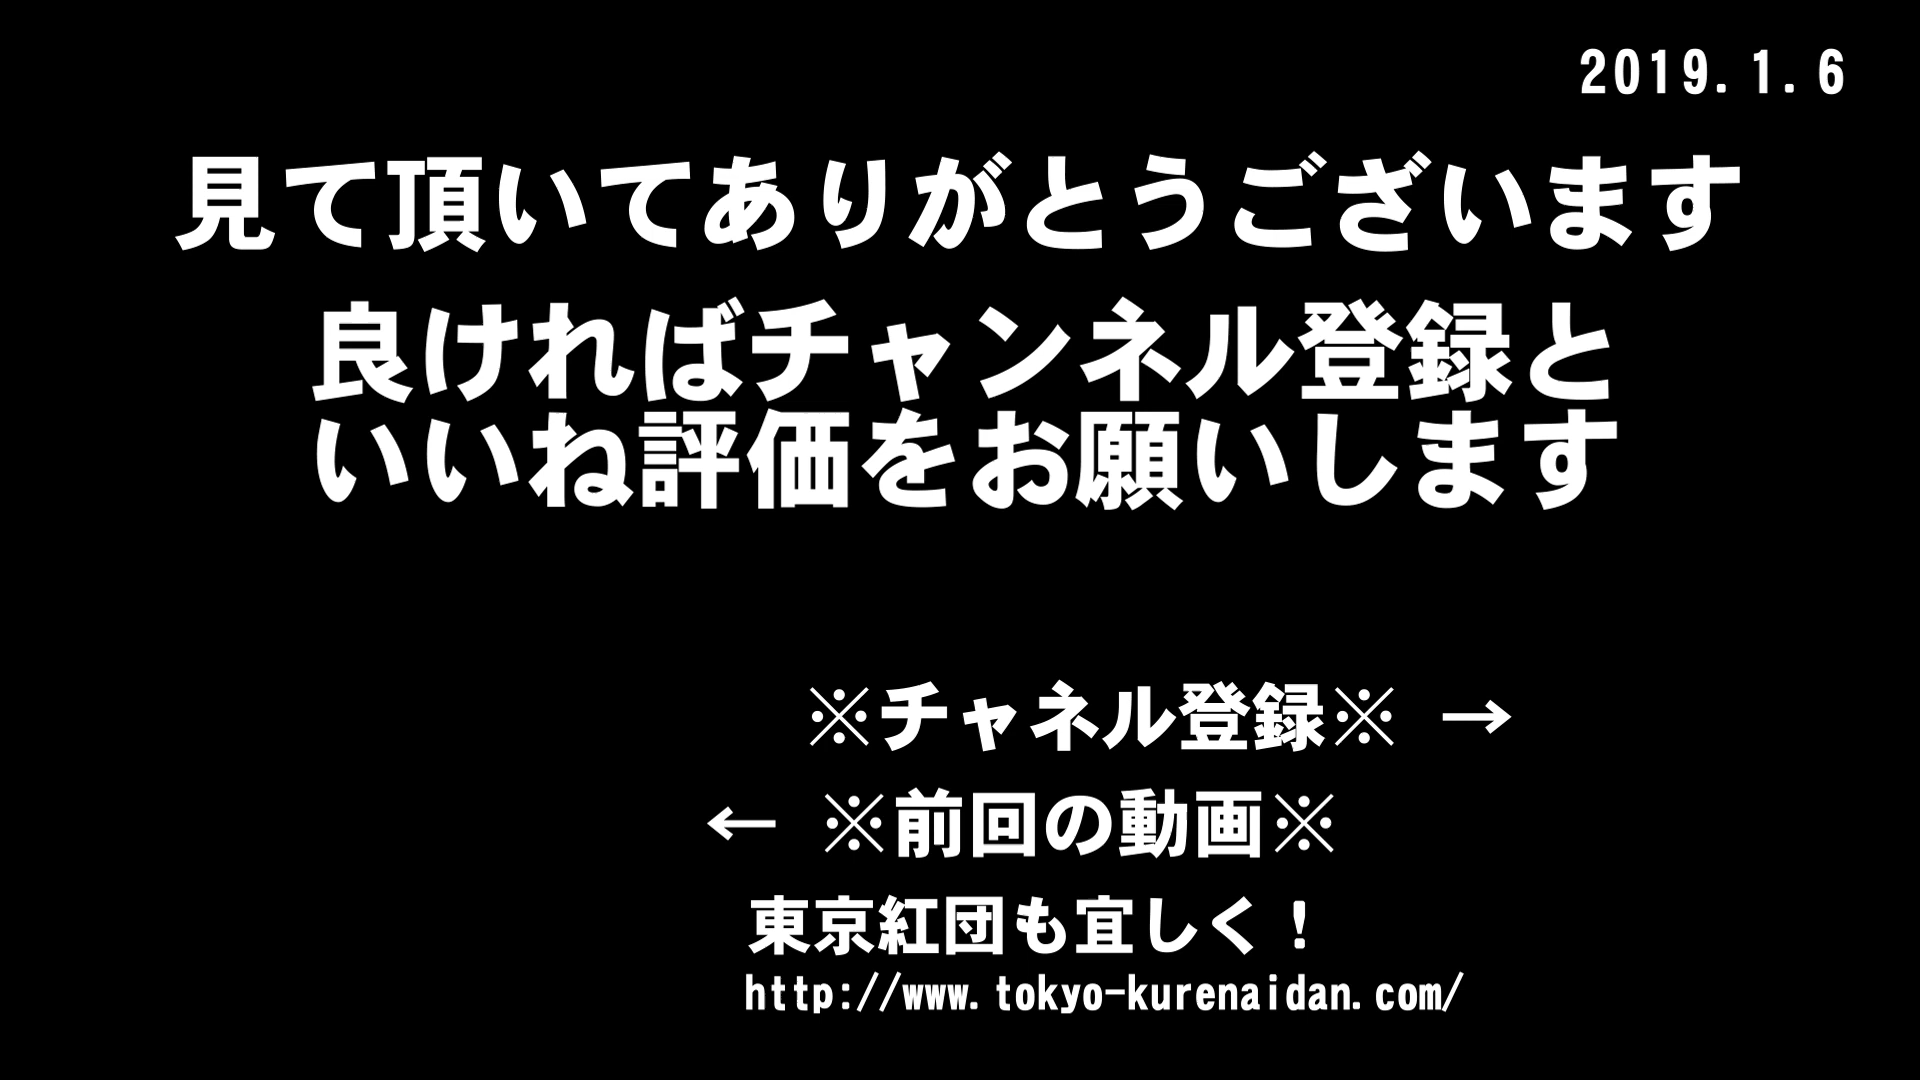 2019.1.6
見て頂いてありがとうございます
良ければチャンネル登録と
いいね評価をお願いします
※チャネル登録※ →
← ※前回の動画※
東京紅団も宜しく！
http://www.tokyo-kurenaidan.com/